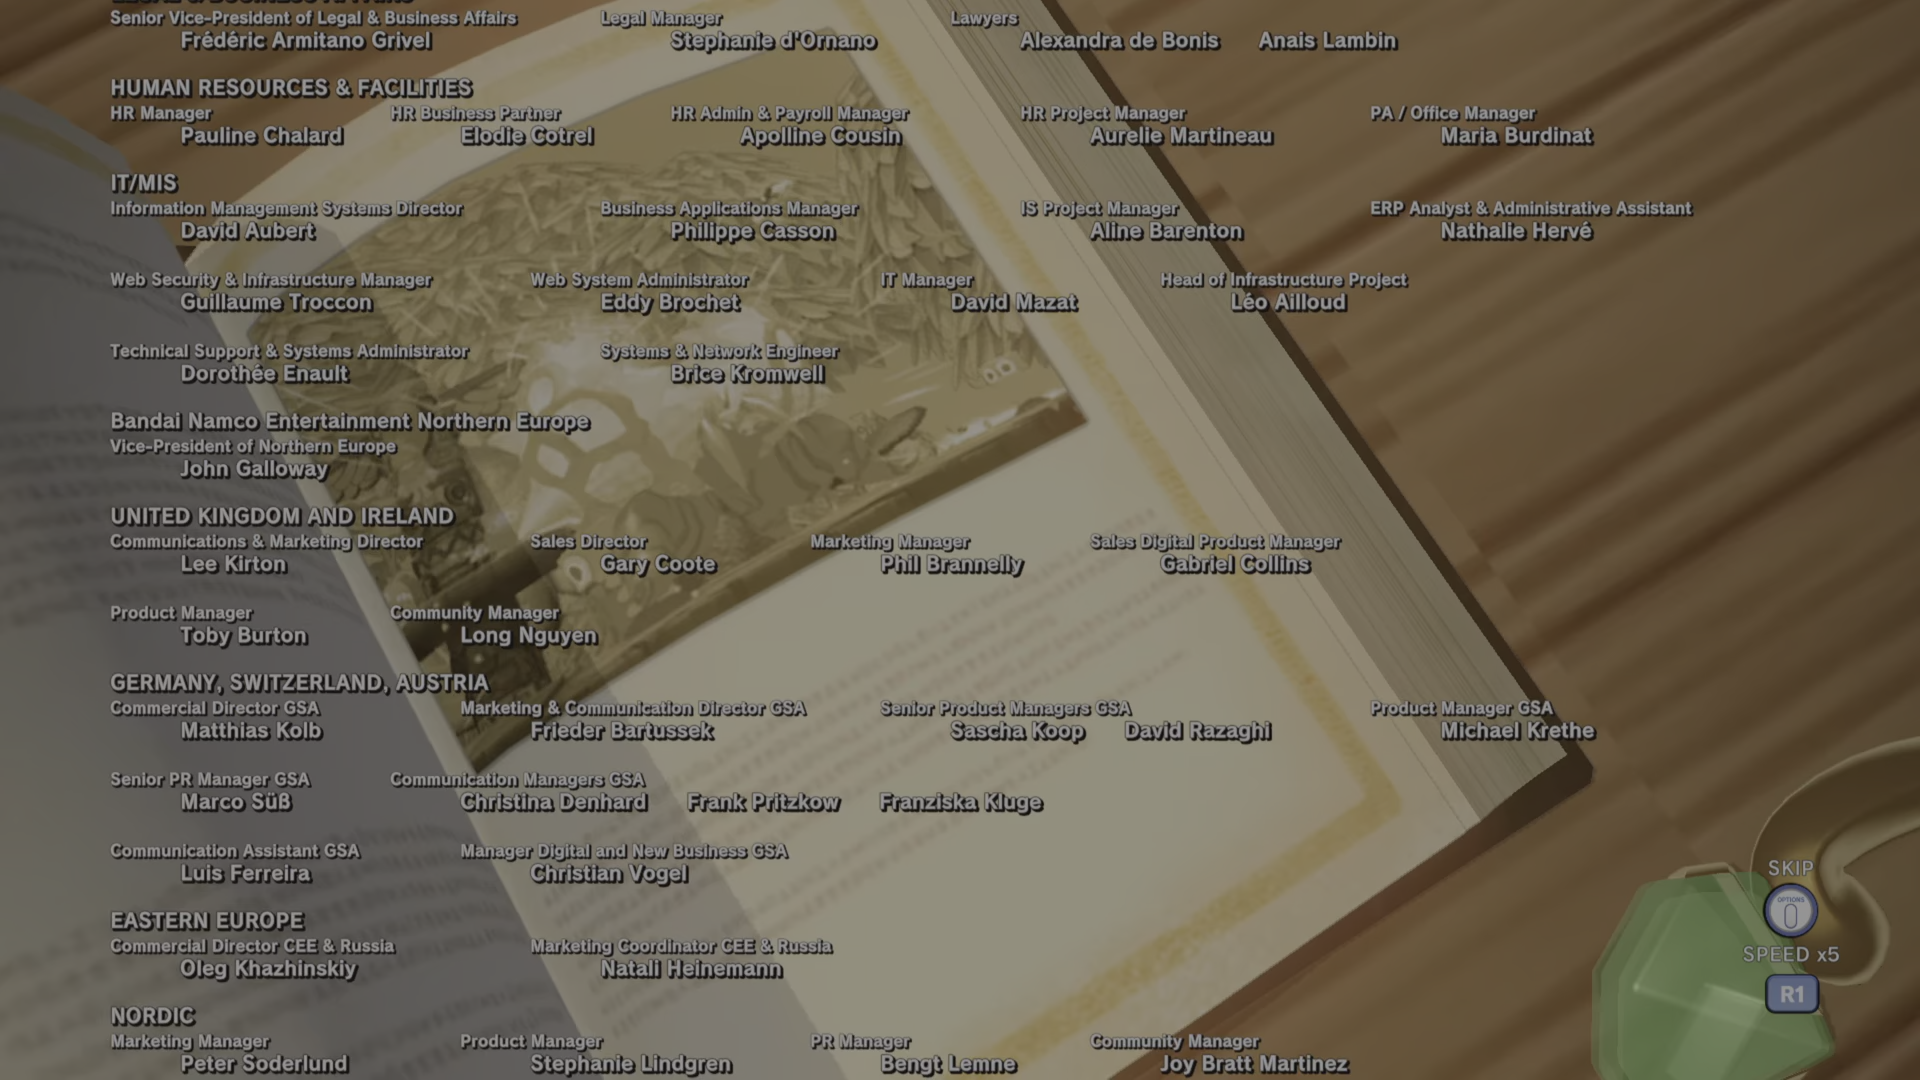 Senior Vice-President of Legal & Business Affairs Legal Manager Lawyers
Frédéric Armitano Grivel Stephanie d'Ornano Alexandra de Bonis Anais Lambin
HUMAN RESOURCES & FACILITIES
HR Manager HR Business Partner HR Admin & Payroll Manager HR Project Manager PA / Office Manager
Pauline Chalard Elodie Cotrel Apolline Cousin Aurelie Martineau Maria Burdinat
IT/MIS
Information Management Systems Director Business Applications Manager IS Project Manager ERP Analyst & Administrative Assistant
David Aubert Philippe Casson Aline Barenton Nathalie Hervé
Web Security & Infrastructure Manager Web System Administrator IT Manager Head of Infrastructure Project
Guillaume Troccon Eddy Brochet David Mazat Léo Ailloud
Technical Support & Systems Administrator Systems & Network Engineer
Dorothée Enault Brice Kromwell
Bandai Namco Entertainment Northern Europe
Vice-President of Northern Europe
John Galloway
UNITED KINGDOM AND IRELAND
Communications & Marketing Director Sales Director Marketing Manager Sales Digital Product Manager
Lee Kirton Gary Coote Phil Brannelly Gabriel Collins
Product Manager Community Manager
Toby Burton Long Nguyen
GERMANY, SWITZERLAND, AUSTRIA
Commercial Director GSA Marketing & Communication Director GSA Senior Product Managers GSA Product Manager GSA
Matthias Kolb Frieder Bartussek Sascha Koop David Razaghi Michael Krethe
Senior PR Manager GSA Communication Managers GSA
Marco Süß Christina Denhard Frank Pritzkow Franziska Kluge
Communication Assistant GSA Manager Digital and New Business GSA
Luis Ferreira Christian Vogel
SKIP
OPTIONS
EASTERN EUROPE
Commercial Director CEE & Russia Marketing Coordinator CEE & Russia
SPEED x5
Oleg Khazhinskiy Natali Heinemann
R1
NORDIC
Marketing Manager Product Manager PR Manager Community Manager
Peter Soderlund Stephanie Lindgren Bengt Lemne Joy Bratt Martinez